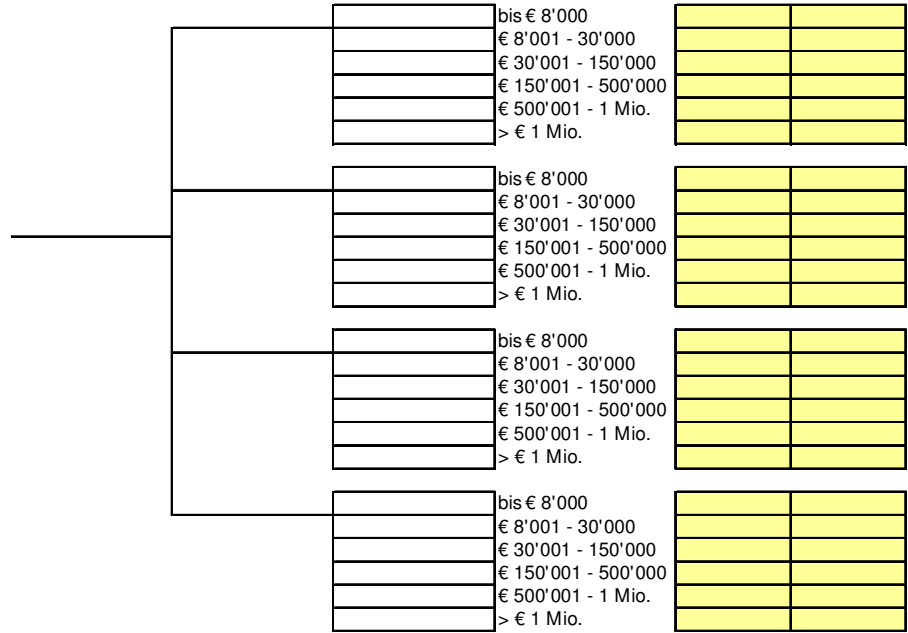 bis € 8'000
€ 8'001 - 30'000
€ 30'001 - 150'000
€ 150'001 - 500'000
€ 500'001 - 1 Mio.
> € 1 Mio.
bis € 8'000
€ 8'001 - 30'000
€ 30'001 - 150'000
€ 150'001 - 500'000
€ 500'001 - 1 Mio.
> € 1 Mio.
bis € 8'000
€ 8'001 - 30'000
€ 30'001 - 150'000
€ 150'001 - 500'000
€ 500'001 - 1 Mio.
> € 1 Mio.
bis € 8'000
€ 8'001 - 30'000
€ 30'001 - 150'000
€ 150'001 - 500'000
€ 500'001 - 1 Mio.
> € 1 Mio.